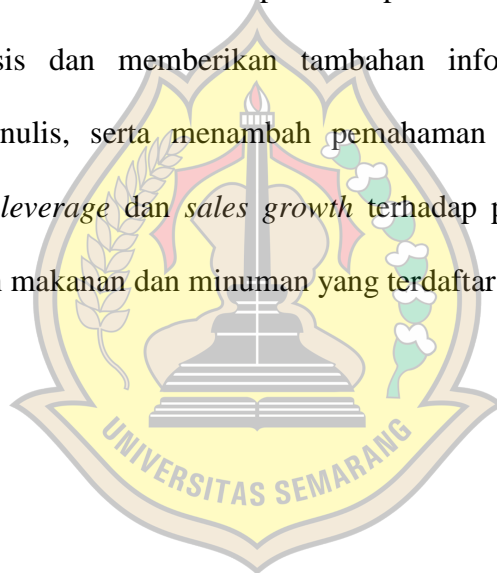 sis dan memberikan tambahan info
nulis, serta menambah pemahaman
leverage dan sales growth terhadap p
makanan dan minuman yang terdaftar
UNIVERSITAS SEMARANG